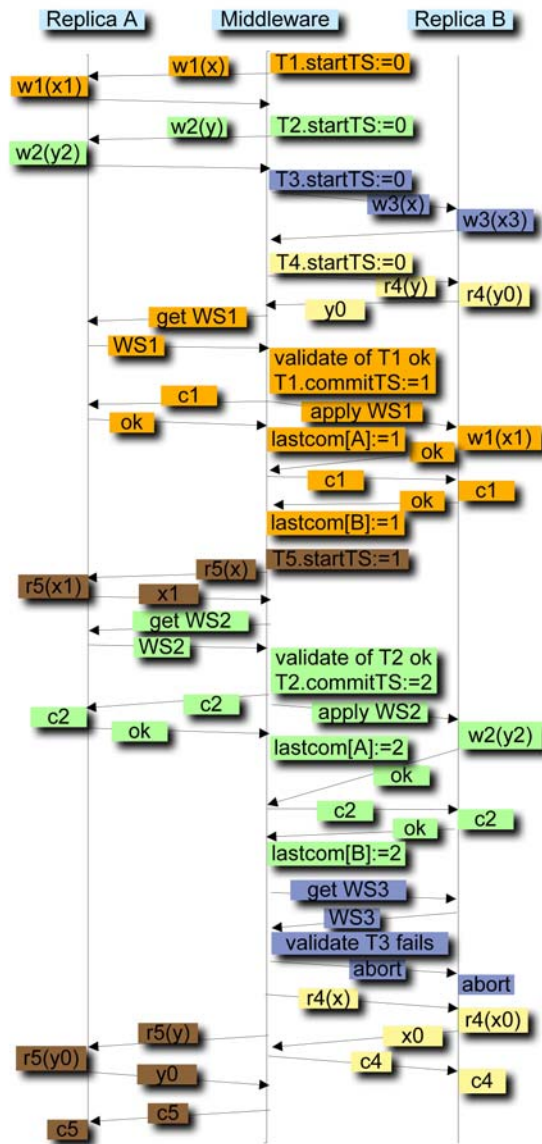 Replica A Middleware Replica B
w1(x) T1.startTS:=0
w1(x1)
w2(y) T2.startTS:=0
w2(y2)
T3.startTS:=0
w3(x)
w3(x3)
T4.startTS:=0
r4(y)
r4(y0)
y0
get WS1
WS1
validate of T1 ok
T1.commitTS:=1
c1
apply WS1
ok
lastcom[A]:=1
w1(x1)
ok
c1
c1
ok
lastcom[B]:=1
T5.startTS:=1
r5(x)
r5(x1)
x1
get WS2
WS2
validate of T2 ok
T2.commitTS:=2
c2
apply WS2
c2
ok
w2(y2)
lastcom[A]:=2
ok
c2
c2
ok
lastcom[B]:=2
get WS3
WS3
validate T3 fails
abort
abort
r4(x)
r4(x0)
r5(y)
x0
r5(y0)
y0
c4
c4
c5
c5